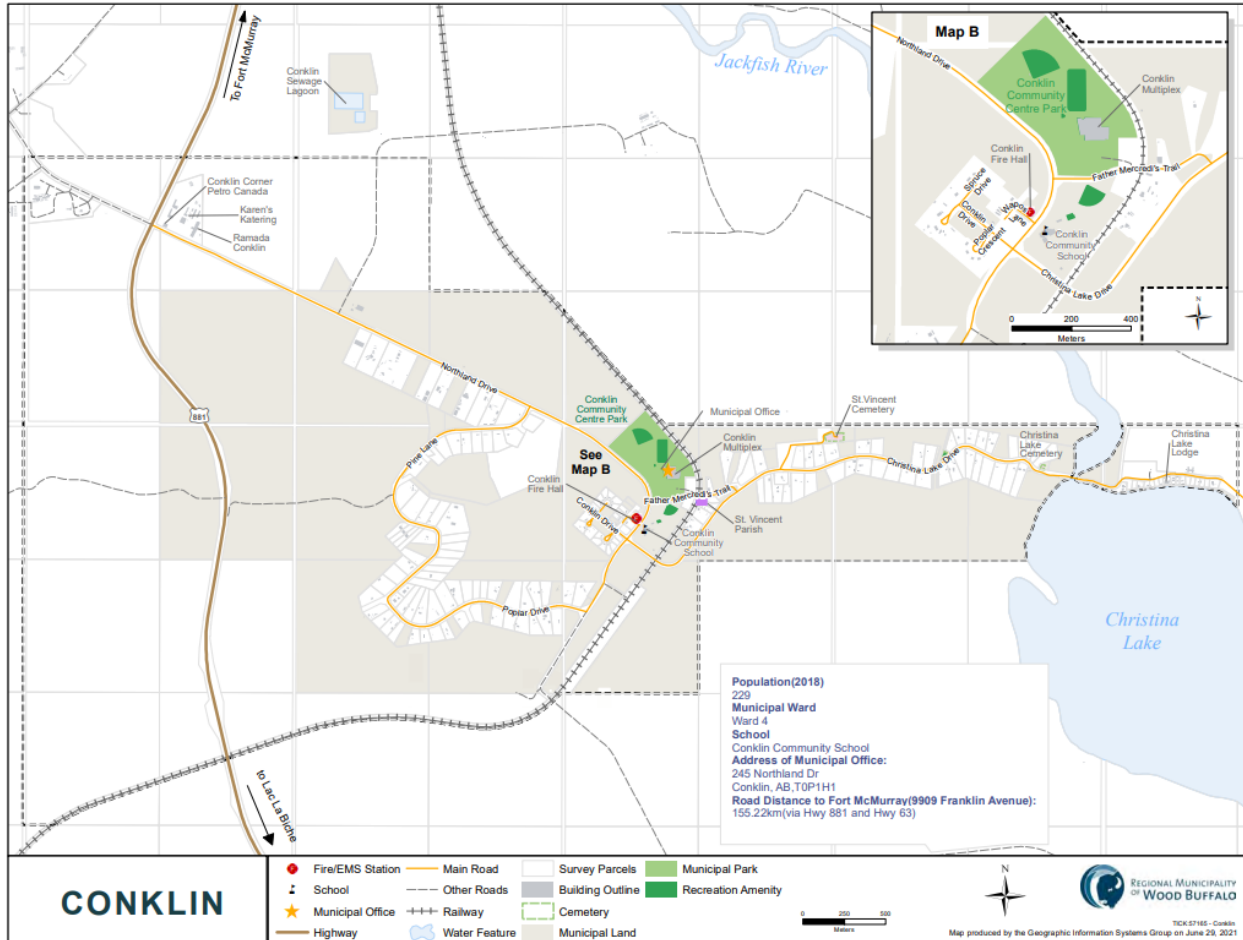 To Fort McMurray
Conklin
Sewage
Lagoon
Jackfish River
Conklin Corner
Petro Canada
Karen's
Katering
Ramada
Conklin
881
Northland Drive
Pine Lane
Conklin
Community
Centre Park
See
Map B
Municipal Office
Conklin
Multiplex
Conklin
Fire Hall
Father Mercredi's Trail
Conklin Drive
Conklin
Community
School
St. Vincent
Parish
St.Vincent
Cemetery
Christina Lake Drive
Christina
Lake
Cemetery
Christina
Lake
Lodge
Poplar Drive
Christina
Lake
to Lac La Biche
Map B
Northland Drive
Conklin
Community
Centre Park
Conklin
Multiplex
Conklin
Fire Hall
Father Mercredi's Trail
Spruce
Drive
Conklin
Drive
Wapos
Lane
Poplar
Crescent
Conklin
Community
School
Christina Lake Drive
0 200 400
Meters
N
Population(2018)
229
Municipal Ward
Ward 4
School
Conklin Community School
Address of Municipal Office:
245 Northland Dr
Conklin, AB,T0P1H1
Road Distance to Fort McMurray(9909 Franklin Avenue):
155.22km(via Hwy 881 and Hwy 63)
CONKLIN
F Fire/EMS Station
School
Municipal Office
Highway
Main Road
Other Roads
Railway
Water Feature
Survey Parcels
Building Outline
Cemetery
Municipal Land
Municipal Park
Recreation Amenity
0 250 500
Meters
N
REGIONAL MUNICIPALITY
OF WOOD BUFFALO
TICK 57165 - Conklin
Map produced by the Geographic Information Systems Group on June 29, 2021